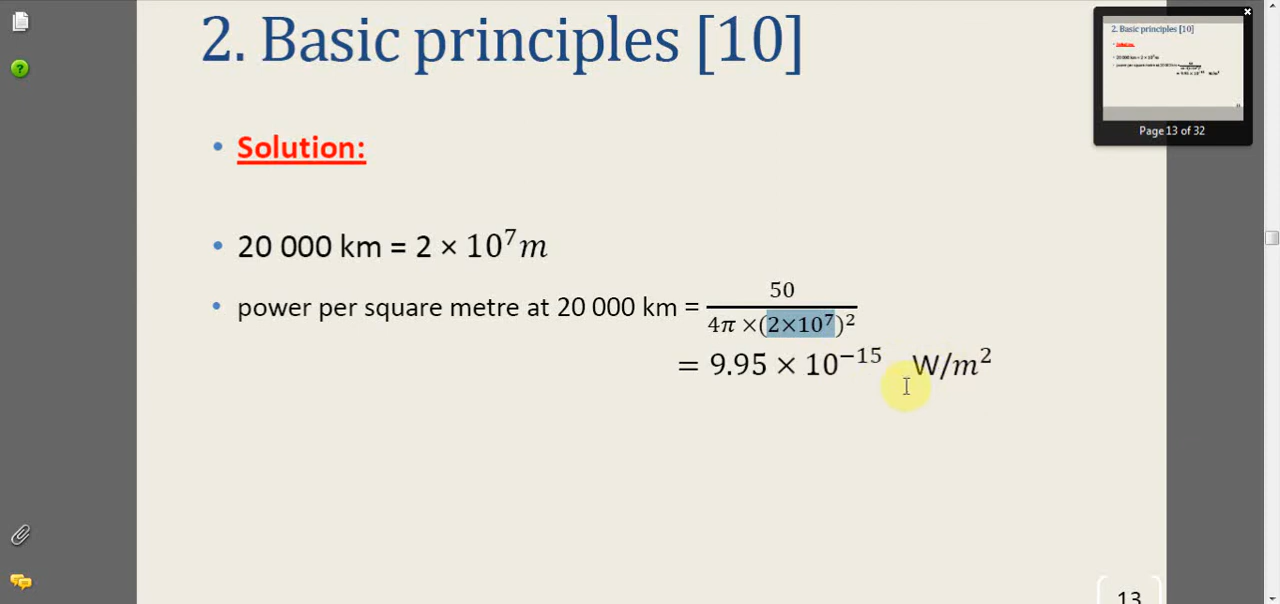 2. Basic principles [10]
• Solution:
• 20 000 km = 2 × 10⁷m
• power per square metre at 20 000 km = 50 / 4π ×(2×10⁷)²
= 9.95 × 10⁻¹⁵ W/m²
13
2. Basic principles [10]
Page 13 of 32